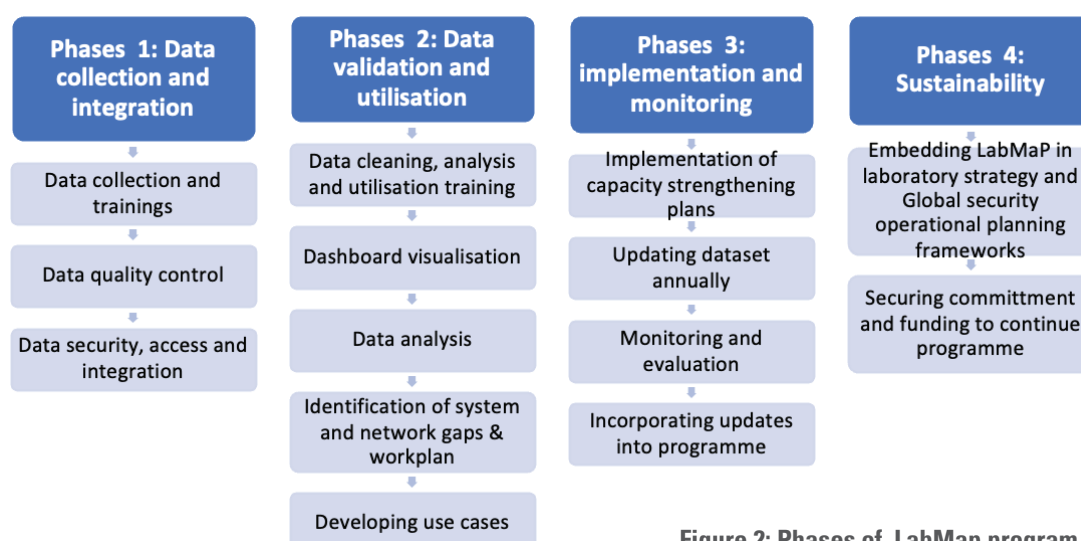 Phases 1: Data
collection and
integration
Data collection and
trainings
Data quality control
Data security, access and
integration
Phases 2: Data
validation and
utilisation
Data cleaning, analysis
and utilisation training
Dashboard visualisation
Data analysis
Identification of system
and network gaps &
workplan
Developing use cases
Phases 3:
implementation and
monitoring
Implementation of
capacity strengthening
plans
Updating dataset
annually
Monitoring and
evaluation
Incorporating updates
into programme
Phases 4:
Sustainability
Embedding LabMaP in
laboratory strategy and
Global security
operational planning
frameworks
Securing committment
and funding to continue
programme
Figure 2: Phases of LabMap program